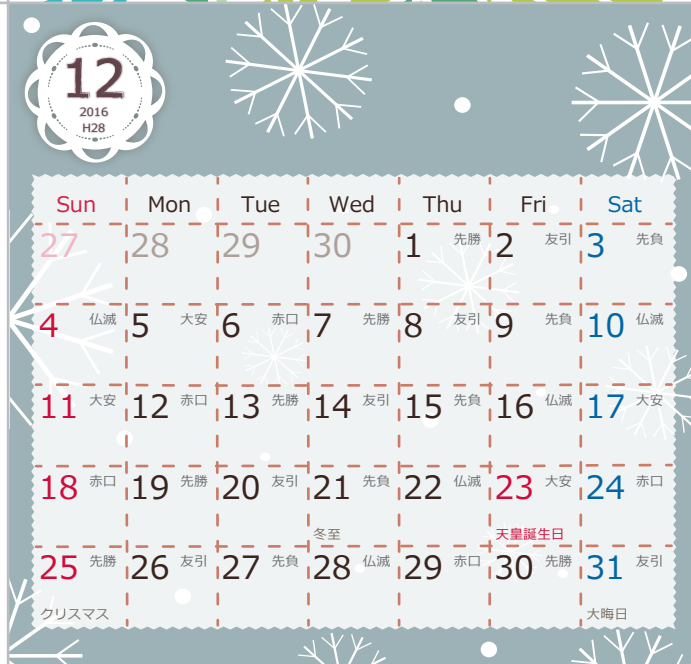 12
2016
H28
Sun Mon Tue Wed Thu Fri Sat
27 28 29 30 1 先勝 2 友引 3 先負
4 仏滅 5 大安 6 赤口 7 先勝 8 友引 9 先負 10 仏滅
11 大安 12 赤口 13 先勝 14 友引 15 先負 16 仏滅 17 大安
18 赤口 19 先勝 20 友引 21 先負 22 仏滅 23 大安 24 赤口
冬至 天皇誕生日
25 先勝 26 友引 27 先負 28 仏滅 29 赤口 30 先勝 31 友引
クリスマス 大晦日